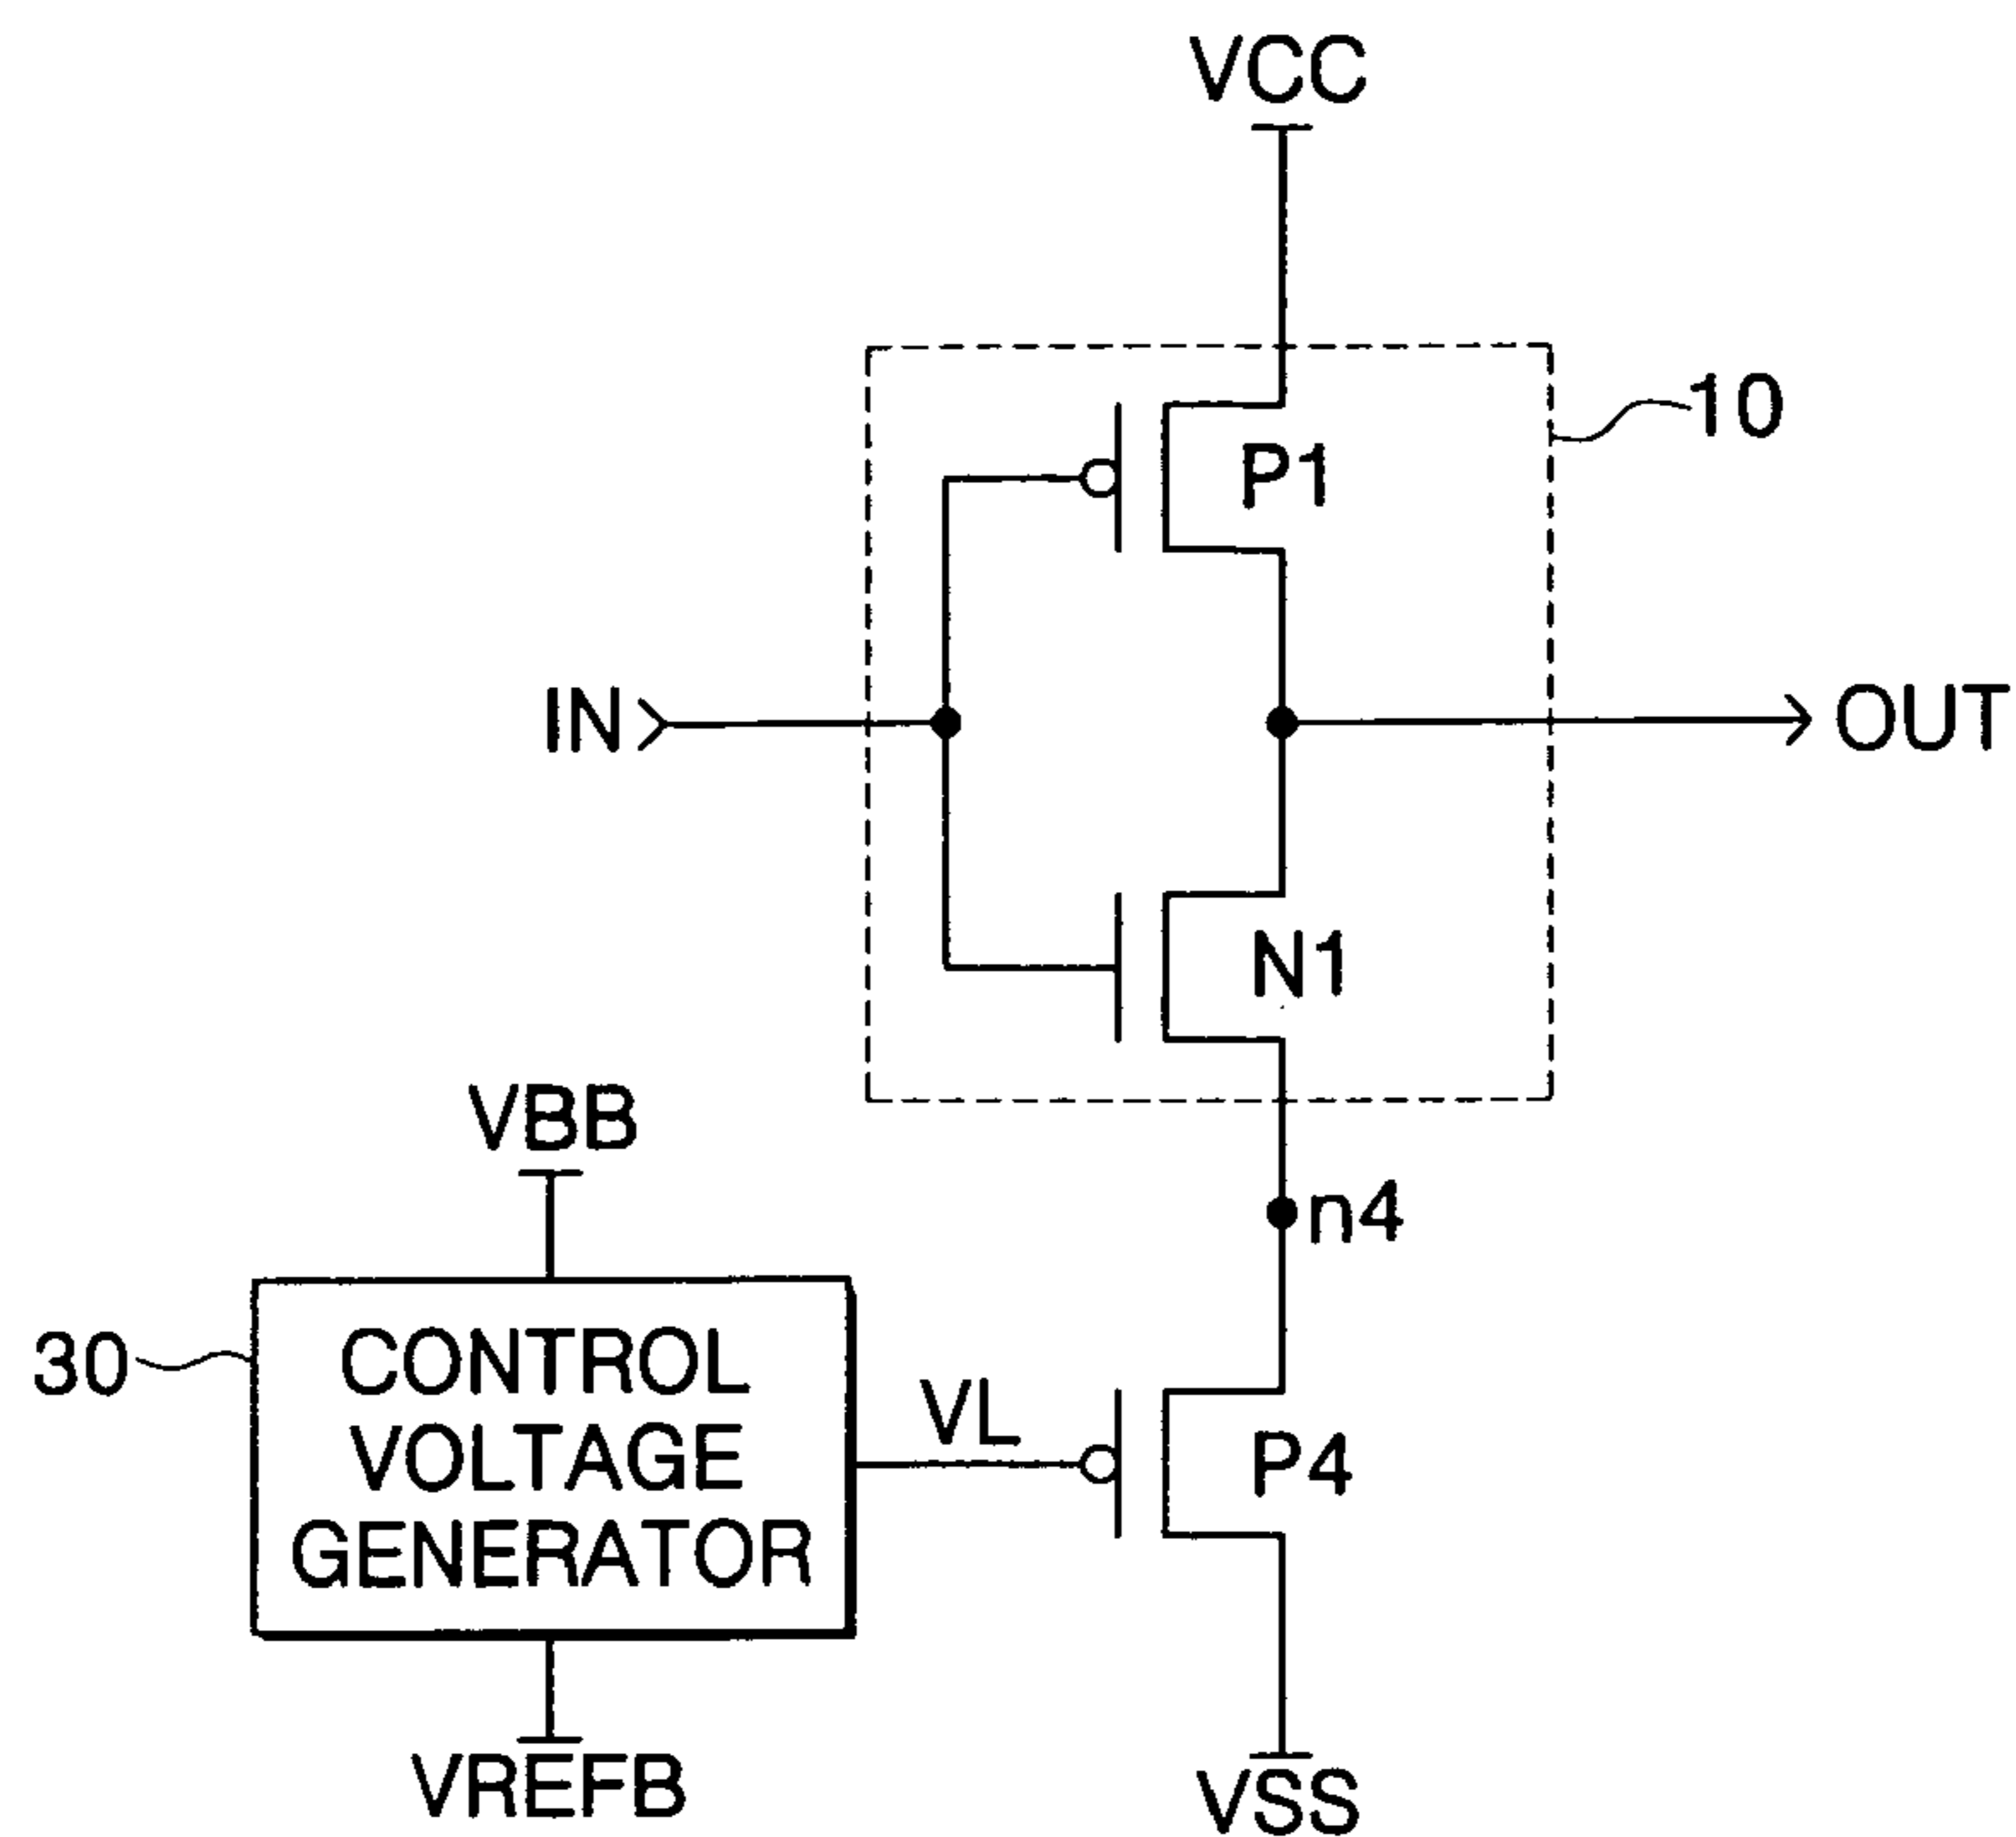 VCC
10
P1
IN
OUT
N1
VBB
n4
30
CONTROL
VOLTAGE
GENERATOR
VL
P4
VREFB
VSS